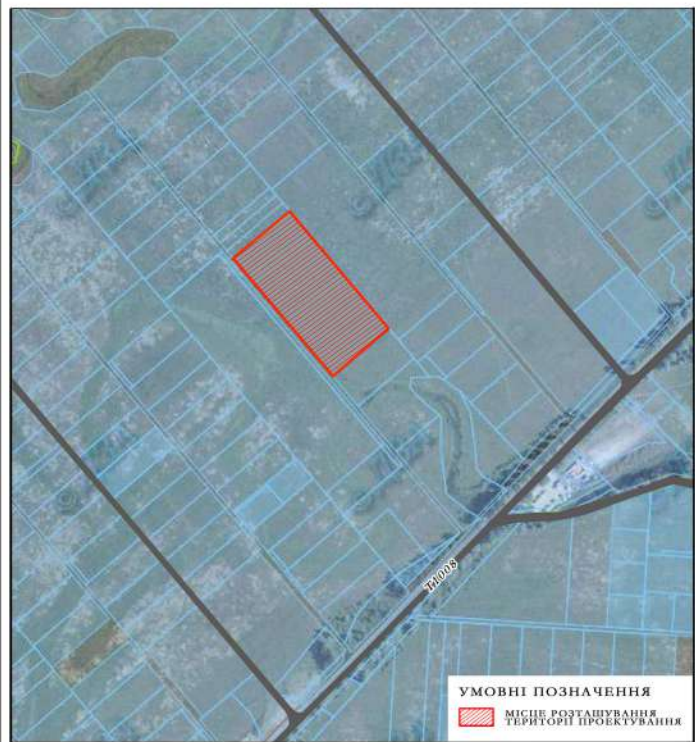 Т1008
УМОВНІ ПОЗНАЧЕННЯ
МІСЦЕ РОЗТАШУВАННЯ
ТЕРИТОРІЇ ПРОЕКТУВАННЯ